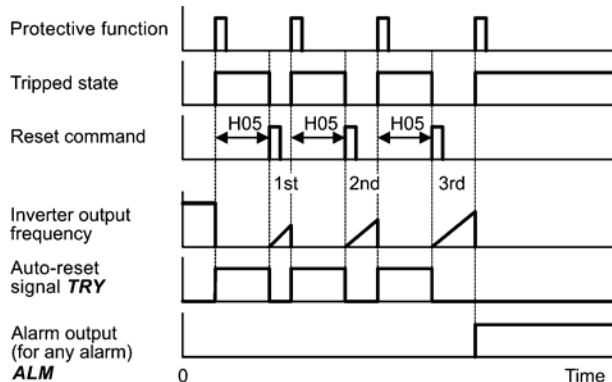 Protective function
Tripped state
H05 H05 H05
Reset command
1st 2nd 3rd
Inverter output
frequency
Auto-reset
signal TRY
Alarm output
(for any alarm)
ALM
0 Time